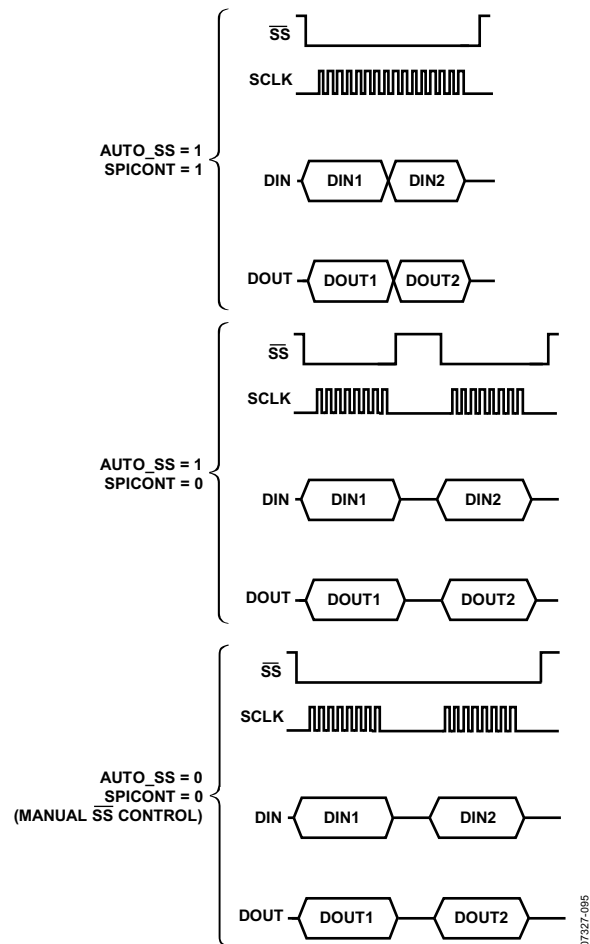 SS
SCLK
AUTO_SS = 1
SPICONT = 1
DIN DIN1 DIN2
DOUT DOUT1 DOUT2
SS
SCLK
AUTO_SS = 1
SPICONT = 0
DIN DIN1 DIN2
DOUT DOUT1 DOUT2
SS
SCLK
AUTO_SS = 0
SPICONT = 0
(MANUAL SS CONTROL)
DIN DIN1 DIN2
DOUT DOUT1 DOUT2
07327-095